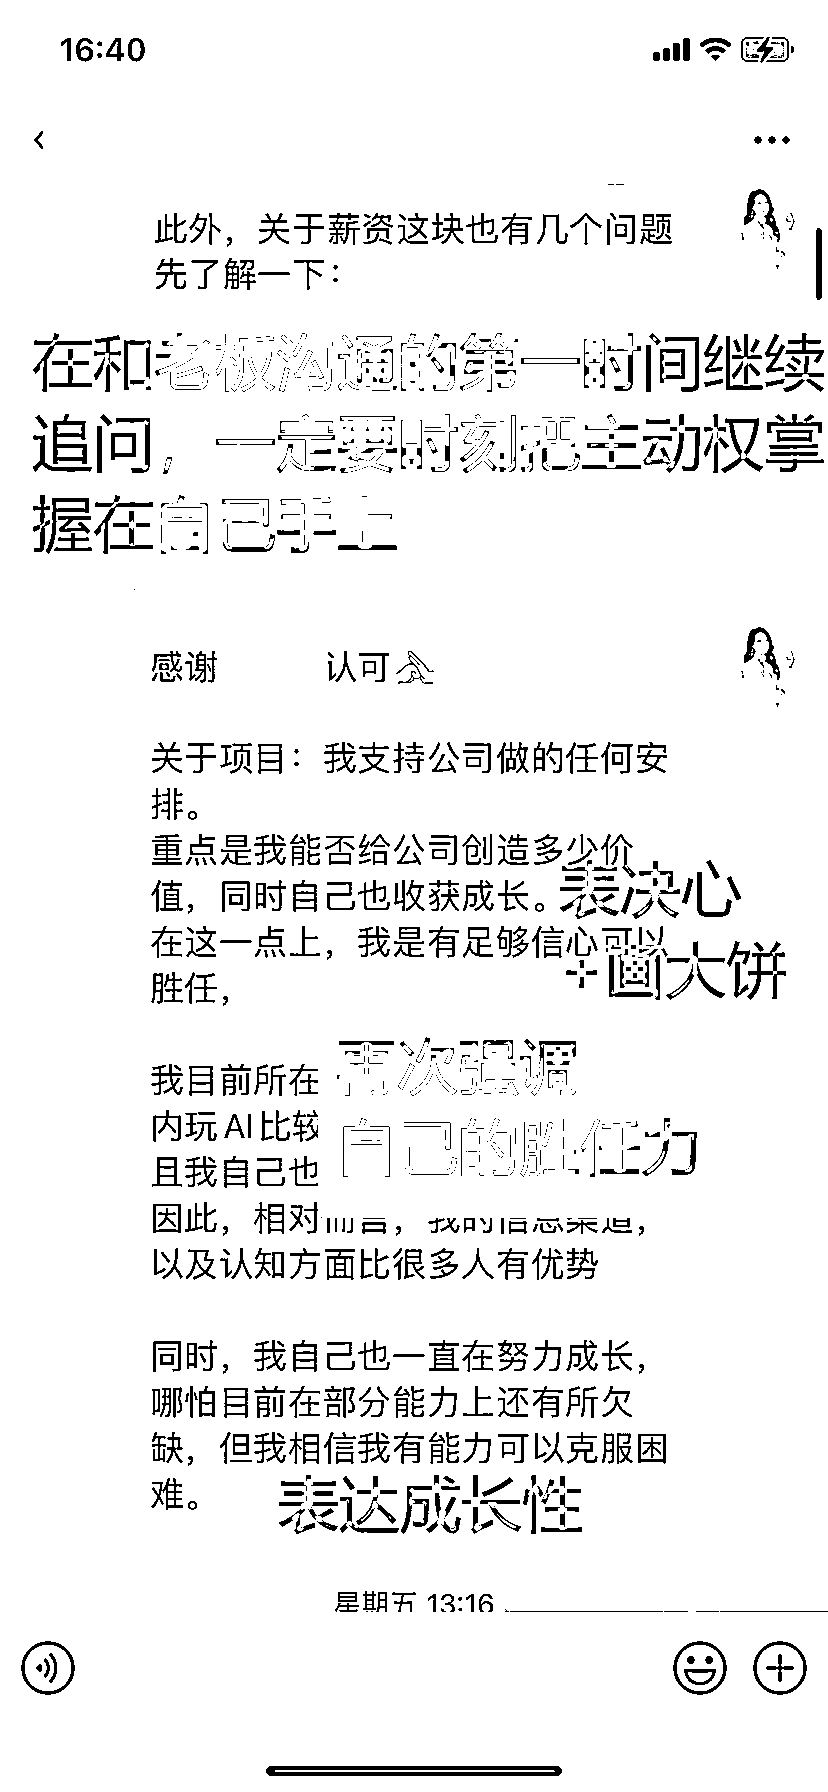 16:40
此外，关于薪资这块也有几个问题
先了解一下：
在和老板沟通的第一时间继续
追问，一定要时刻把主动权掌
握在自己手上
感谢 认可
关于项目：我支持公司做的任何安
排。
重点是我能否给公司创造多少价
值，同时自己也收获成长。
表决心
在这一点上，我是有足够信心可以
+画大饼
胜任，
再次强调
我目前所在
内玩AI比较
自己的胜任力
且我自己也
因此，相对而言，我的信息渠道，
以及认知方面比很多人有优势
同时，我自己也一直在努力成长，
哪怕目前在部分能力上还有所欠
缺，但我相信我有能力可以克服困
难。
表达成长性
星期五 13:16